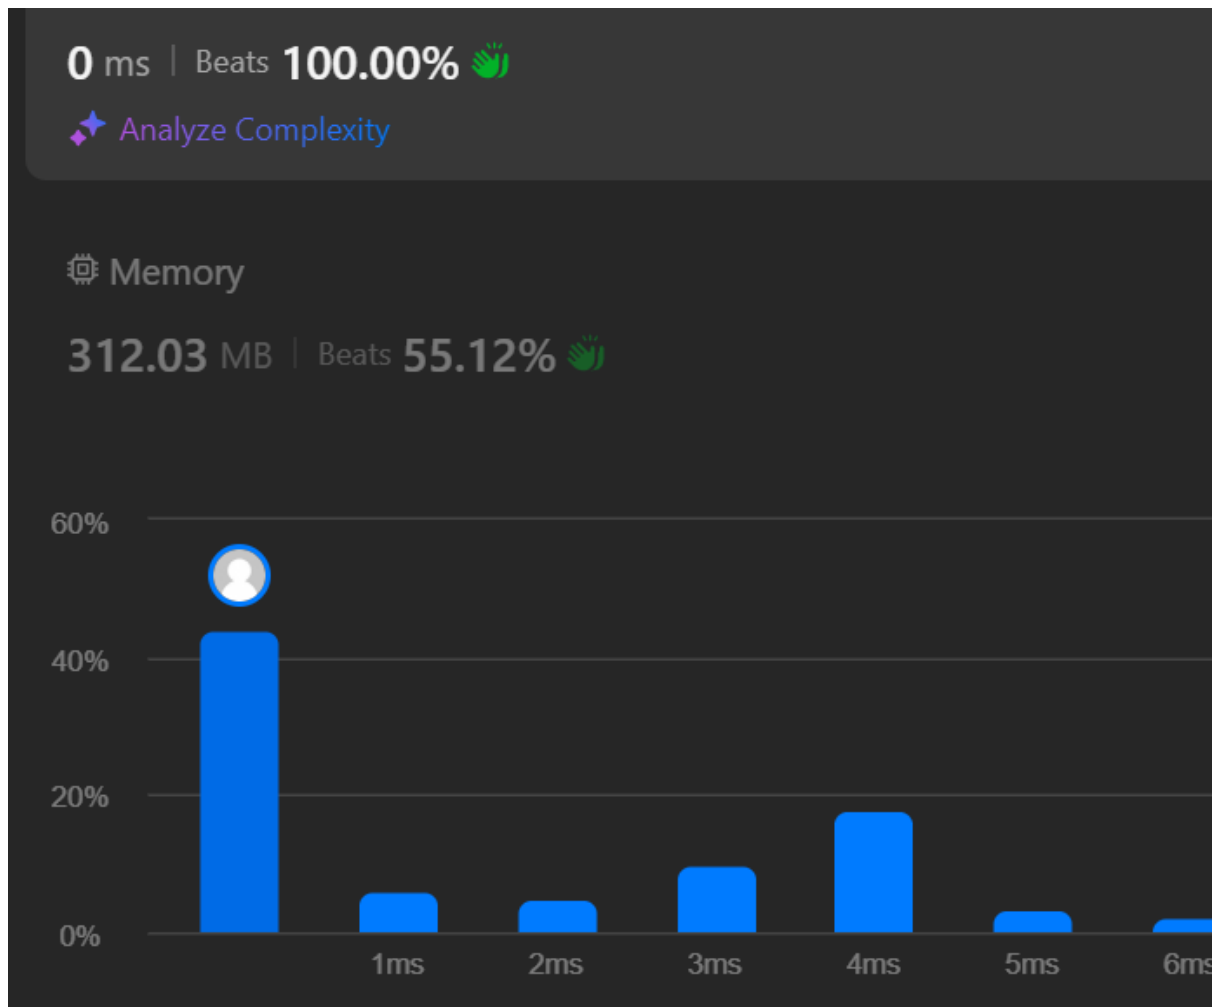 0 ms | Beats 100.00%
Analyze Complexity
Memory
312.03 MB | Beats 55.12%
60%
40%
20%
0%
1ms 2ms 3ms 4ms 5ms 6ms